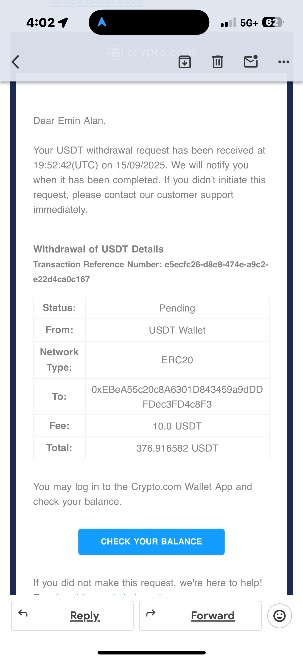 4:02
5G+ 62
crypto.com
Dear Emin Alan,
Your USDT withdrawal request has been received at
19:52:42(UTC) on 15/09/2025. We will notify you
when it has been completed. If you didn't initiate this
request, please contact our customer support
immediately.
Withdrawal of USDT Details
Transaction Reference Number: e5ecfc26-d8e8-474e-a9c2-
e22d4ca0c167
Status: Pending
From: USDT Wallet
Network
Type:
ERC20
To: 0xEBeA55c20c8A6301D843459a9dDD
FDec3FD4c8F3
Fee: 10.0 USDT
Total: 376.916582 USDT
You may log in to the Crypto.com Wallet App and
check your balance.
CHECK YOUR BALANCE
If you did not make this request, we're here to help!
Reply
Forward